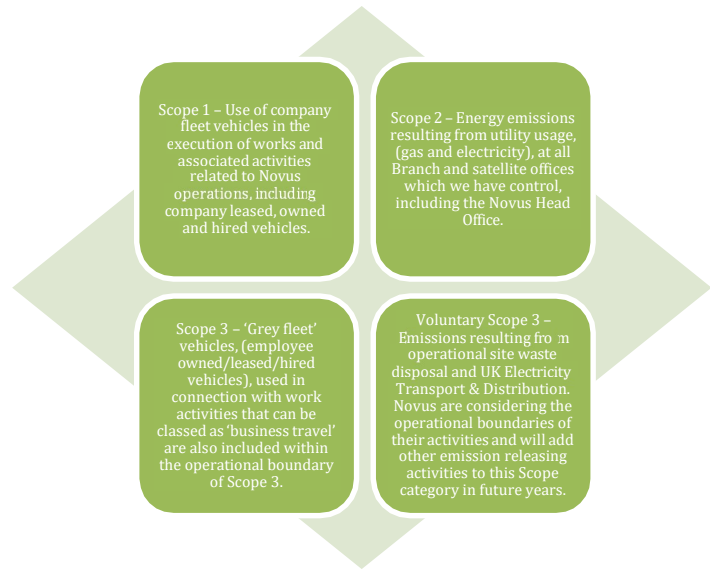 Scope 1 – Use of company
fleet vehicles in the
execution of works and
associated activities
related to Novus
operations, including
company leased, owned
and hired vehicles.
Scope 2 – Energy emissions
resulting from utility usage,
(gas and electricity), at all
Branch and satellite offices
which we have control,
including the Novus Head
Office.
Scope 3 – ‘Grey fleet’
vehicles, (employee
owned/leased/hired
vehicles), used in
connection with work
activities that can be
classed as ‘business travel’
are also included within
the operational boundary
of Scope 3.
Voluntary Scope 3 –
Emissions resulting from
operational site waste
disposal and UK Electricity
Transport & Distribution.
Novus are considering the
operational boundaries of
their activities and will add
other emission releasing
activities to this Scope
category in future years.